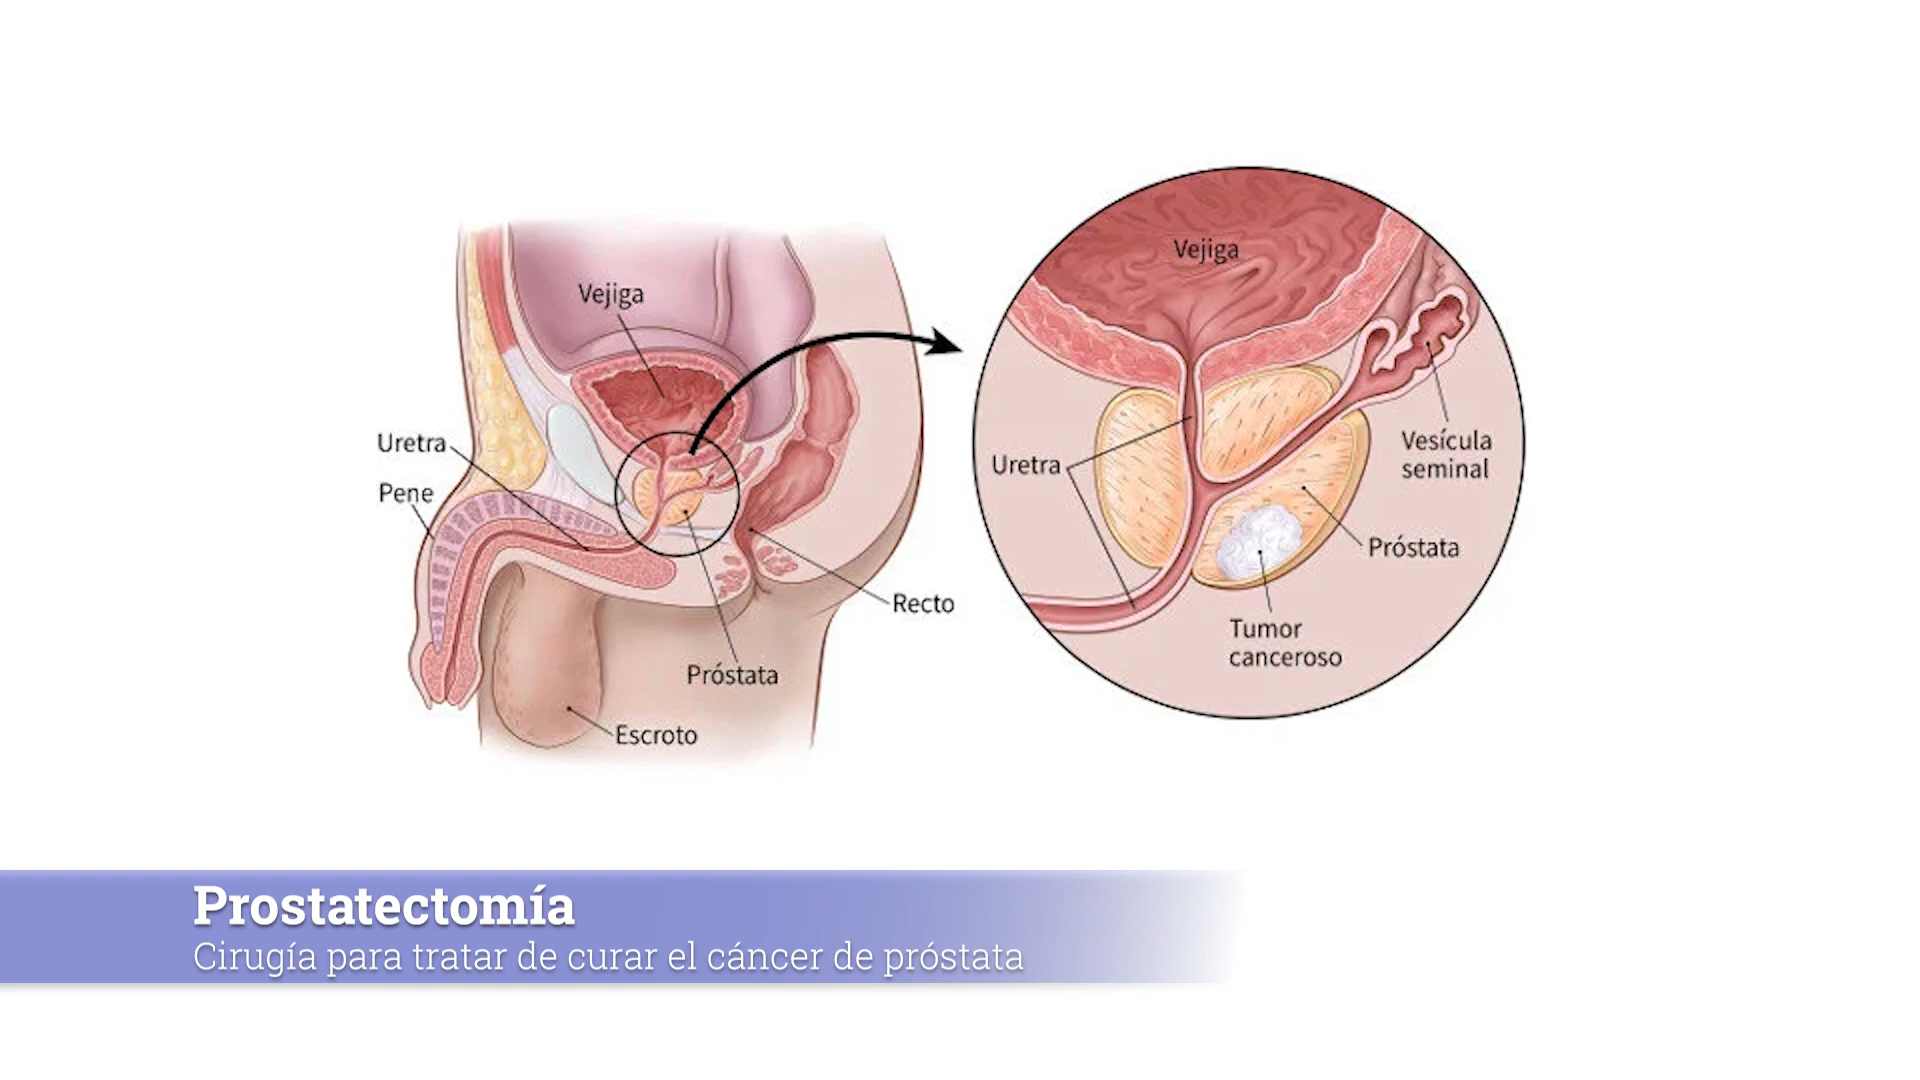 Vejiga
Uretra
Pene
Recto
Próstata
Escroto
Vejiga
Uretra
Vesícula
seminal
Próstata
Tumor
canceroso
Prostatectomía
Cirugía para tratar de curar el cáncer de próstata